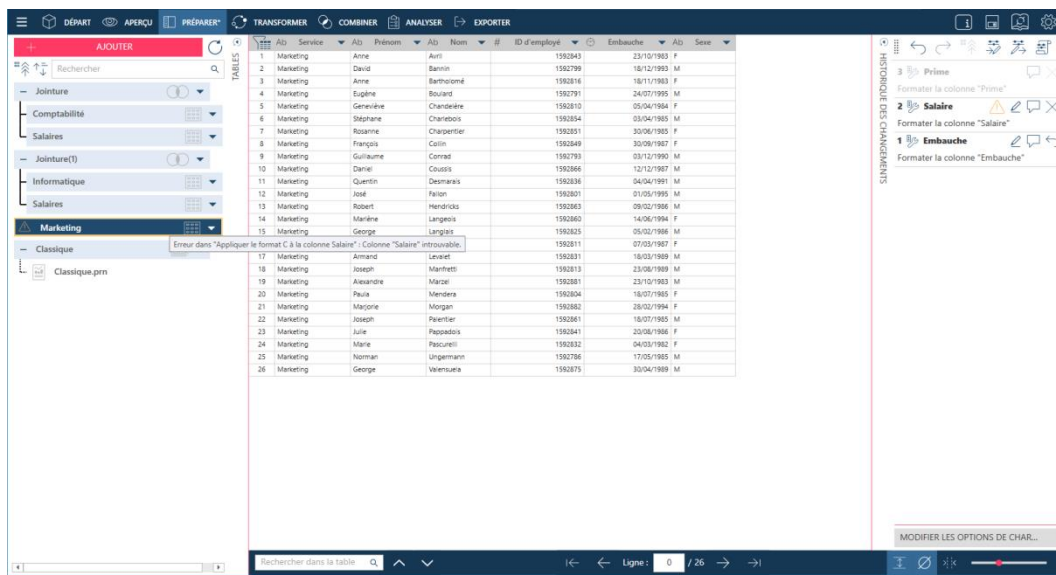 DÉPART APERÇU PRÉPARER* TRANSFORMER COMBINER ANALYSER EXPORTER
AJOUTER
Rechercher
Jointure
Comptabilité
Salaires
Jointure(1)
Informatique
Salaires
Marketing
Erreur dans "Appliquer le format C à la colonne Salaire" : Colonne "Salaire" introuvable.
Classique
Classique.prn
TABLES
Ab Service Ab Prénom Ab Nom # ID d'employé Embauche Ab Sexe
1 Marketing Anne Avril 1592843 23/10/1983 F
2 Marketing David Bannin 1592799 18/12/1993 M
3 Marketing Anne Bartholomé 1592816 18/11/1983 F
4 Marketing Eugène Boulard 1592791 24/07/1995 M
5 Marketing Geneviève Chandelère 1592810 05/04/1984 F
6 Marketing Stéphane Charlebois 1592854 03/04/1985 M
7 Marketing Rosanne Charpentier 1592851 30/06/1985 F
8 Marketing François Collin 1592849 30/09/1987 F
9 Marketing Guillaume Conrad 1592793 03/12/1990 M
10 Marketing Daniel Coussis 1592866 12/12/1987 M
11 Marketing Quentin Desmarais 1592836 04/04/1991 M
12 Marketing José Fallon 1592801 01/05/1995 M
13 Marketing Robert Hendricks 1592863 09/02/1986 M
14 Marketing Marlène Langeois 1592860 14/06/1994 F
15 Marketing George Langlais 1592825 05/02/1986 M
1592811 07/03/1987 F
17 Marketing Armand Levalet 1592831 18/03/1989 M
18 Marketing Joseph Manfretti 1592813 23/08/1989 M
19 Marketing Alexandre Marzel 1592881 23/10/1983 M
20 Marketing Paula Mendera 1592804 18/07/1985 F
21 Marketing Marjorie Morgan 1592882 28/02/1994 F
22 Marketing Joseph Palentier 1592861 18/07/1985 M
23 Marketing Julie Pappadois 1592841 20/08/1986 F
24 Marketing Marie Pascurelli 1592832 04/03/1982 F
25 Marketing Norman Ungermann 1592786 17/05/1985 M
26 Marketing George Valensuela 1592875 30/04/1989 M
Rechercher dans la table
Ligne : 0 / 26
HISTORIQUE DES CHANGEMENTS
3 Prime
Formater la colonne "Prime"
2 Salaire
Formater la colonne "Salaire"
1 Embauche
Formater la colonne "Embauche"
MODIFIER LES OPTIONS DE CHAR...